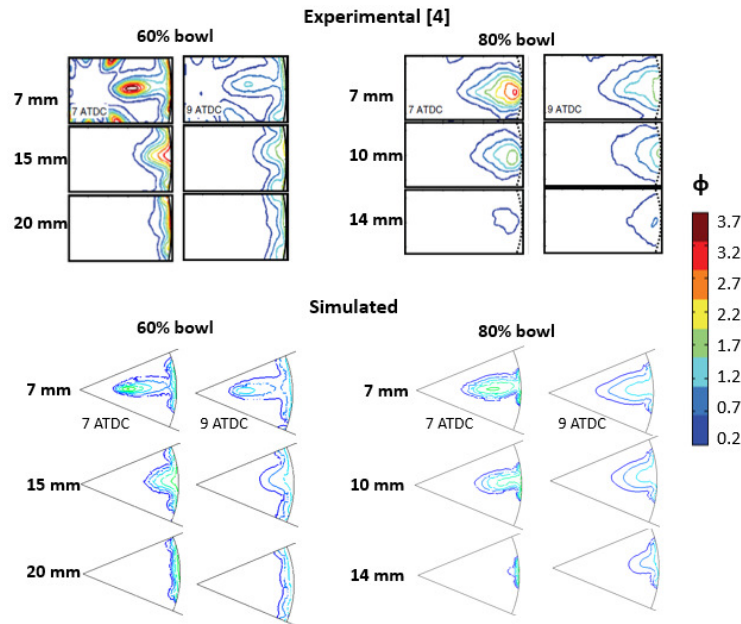 Experimental [4]
60% bowl
80% bowl
7 mm
7 ATDC
9 ATDC
7 mm
7 ATDC
9 ATDC
15 mm
10 mm
20 mm
14 mm
ϕ
3.7
3.2
2.7
2.2
1.7
1.2
0.7
0.2
Simulated
60% bowl
80% bowl
7 mm
7 ATDC
9 ATDC
7 mm
7 ATDC
9 ATDC
15 mm
10 mm
20 mm
14 mm